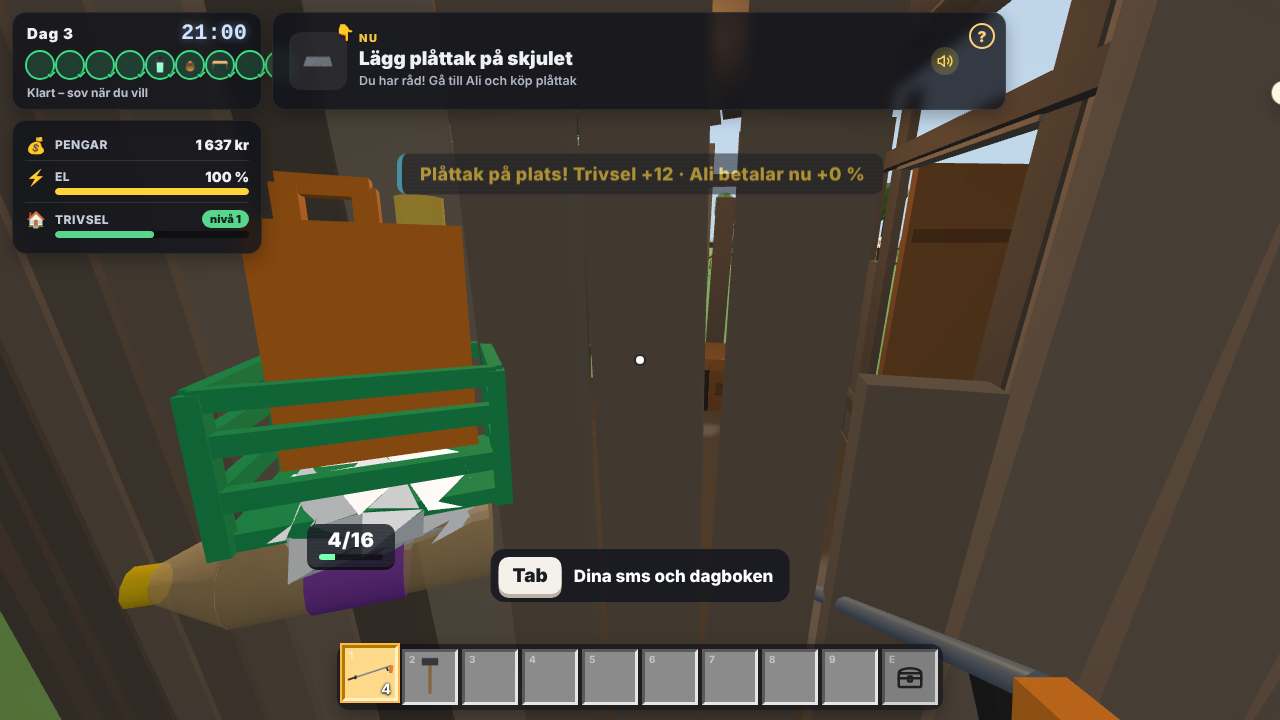 Dag 3
21:00
Klart – sov när du vill
NU
Lägg plåttak på skjulet
Du har råd! Gå till Ali och köp plåttak
?
PENGAR
1 637 kr
EL
100 %
TRIVSEL
nivå 1
Plåttak på plats! Trivsel +12 · Ali betalar nu +0 %
4/16
Tab
Dina sms och dagboken
1
4
2
3
4
5
6
7
8
9
E